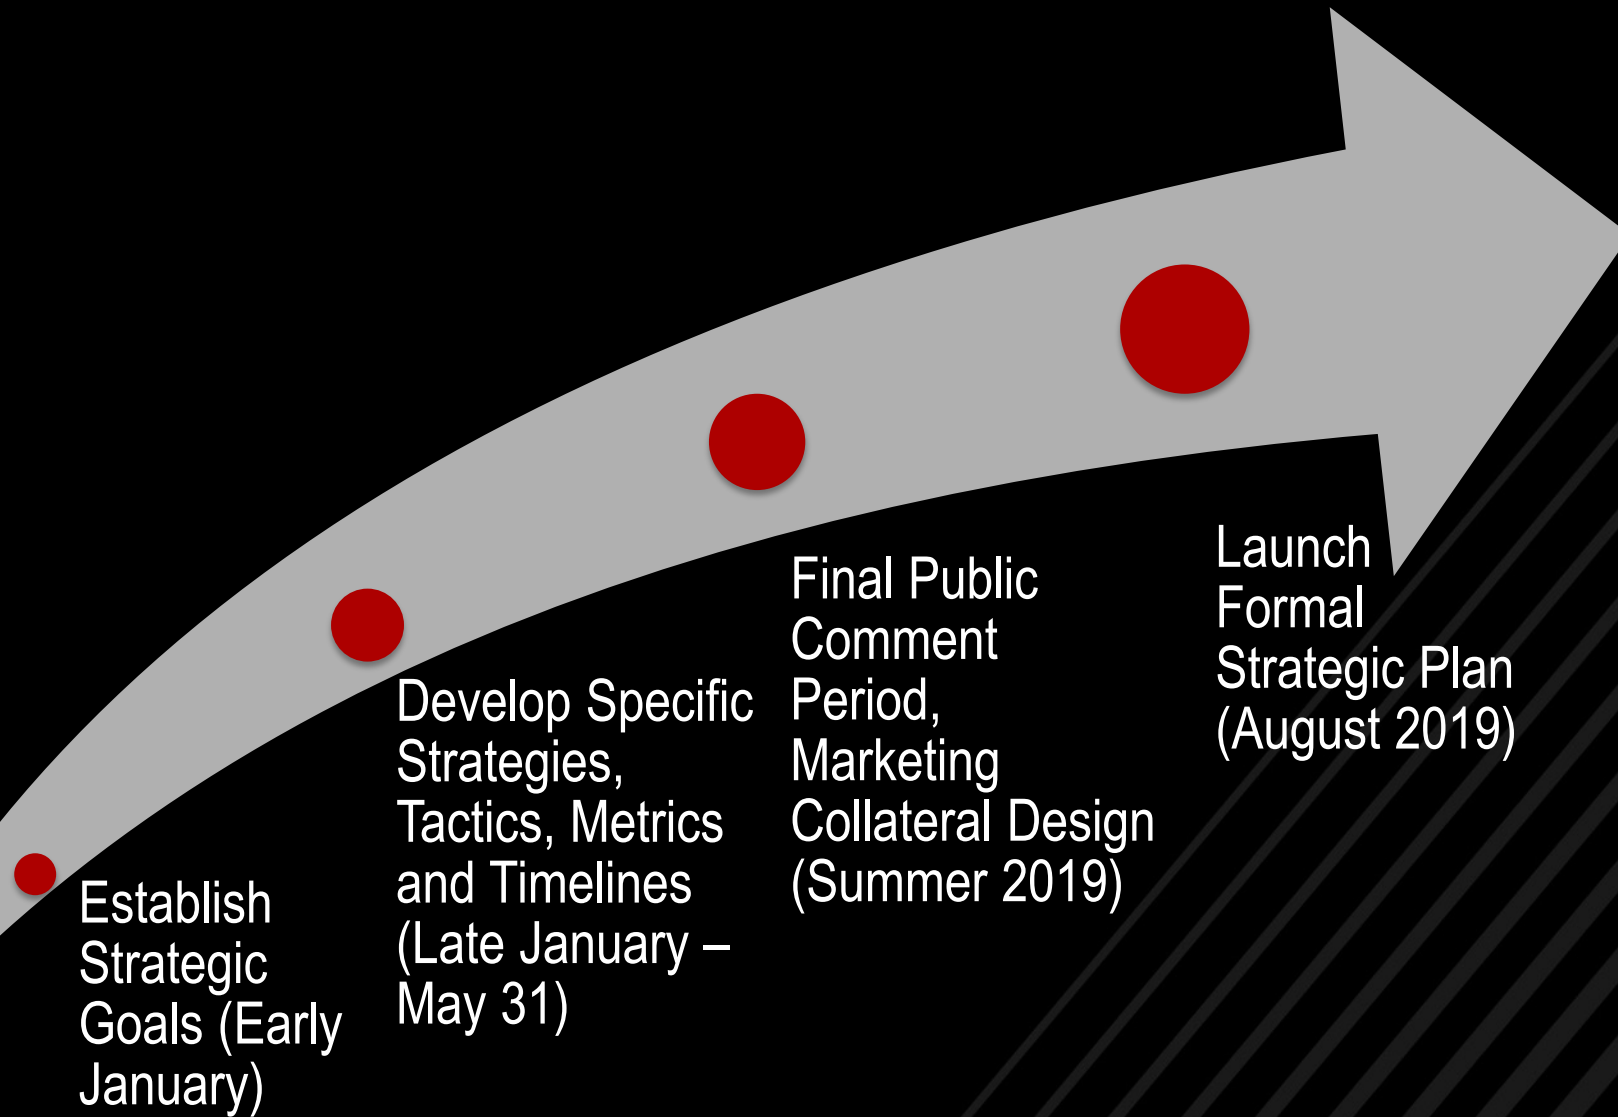 Establish
Strategic
Goals (Early
January)
Develop Specific
Strategies,
Tactics, Metrics
and Timelines
(Late January –
May 31)
Final Public
Comment
Period,
Marketing
Collateral Design
(Summer 2019)
Launch
Formal
Strategic Plan
(August 2019)